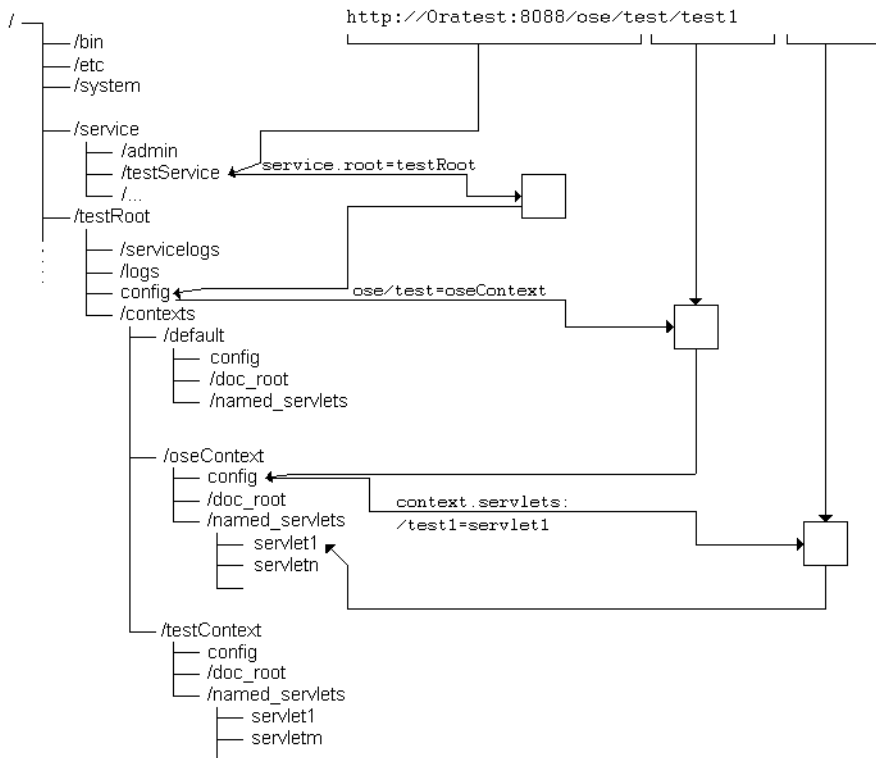 http://Oratest:8088/ose/test/test1
/
/bin
/etc
/system
/service
/admin
/testService
service.root=testRoot
/...
/testRoot
/servicelogs
/logs
config
ose/test=oseContext
/contexts
/default
config
/doc_root
/named_servlets
/oseContext
config
/doc_root
context.servlets:
/named_servlets
/test1=servlet1
servlet1
servletn
/testContext
config
/doc_root
/named_servlets
servlet1
servletm